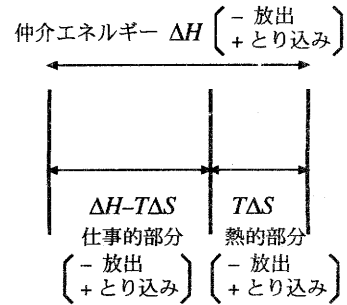 仲介エネルギー ΔH (− 放出
+ とり込み)
ΔH–TΔS
仕事的部分
(− 放出
+ とり込み)
TΔS
熱的部分
(− 放出
+ とり込み)